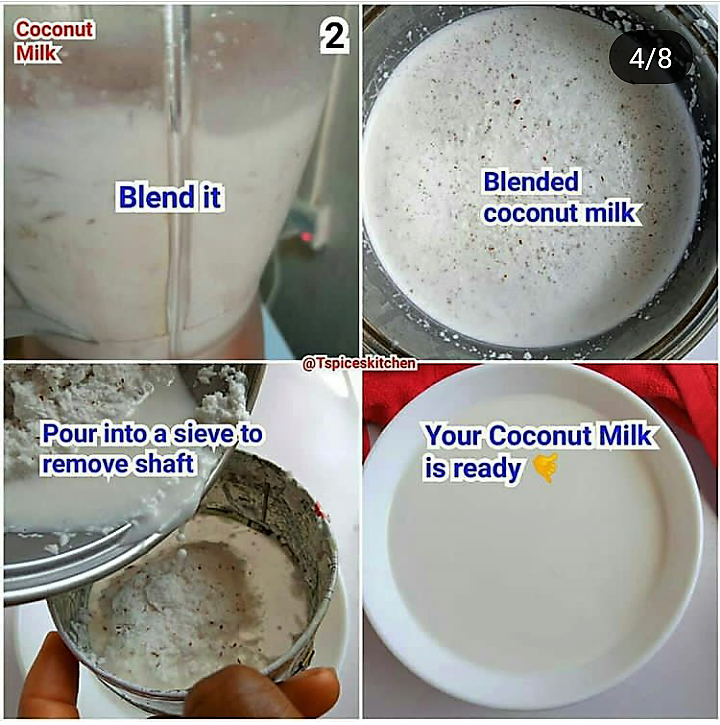 Coconut
Milk
2
4/8
Blend it
Blended
coconut milk
@Tspiceskitchen
Pour into a sieve to
remove shaft
Your Coconut Milk
is ready 🤙